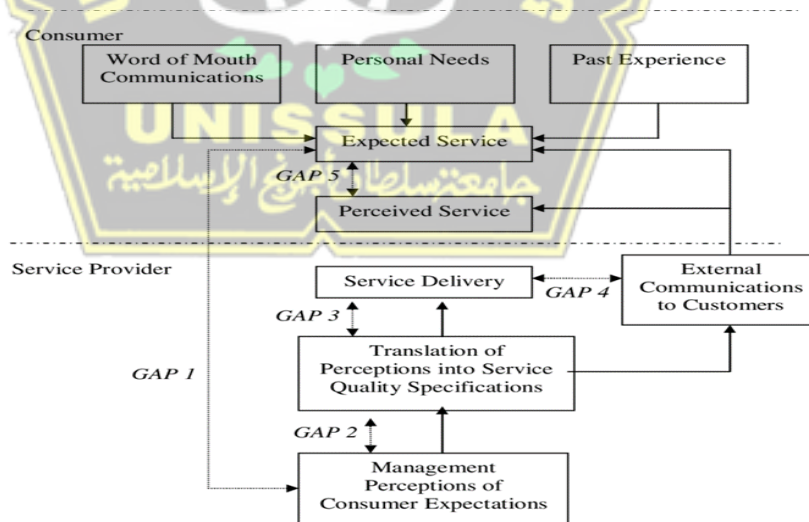 Consumer
Word of Mouth
Communications
Personal Needs
Past Experience
UNISSULA
Expected Service
جامعتنسلطان أجونج الإسلامية
GAP 5
Perceived Service
Service Provider
Service Delivery
GAP 4
External
Communications
to Customers
GAP 3
Translation of
Perceptions into Service
Quality Specifications
GAP 1
GAP 2
Management
Perceptions of
Consumer Expectations